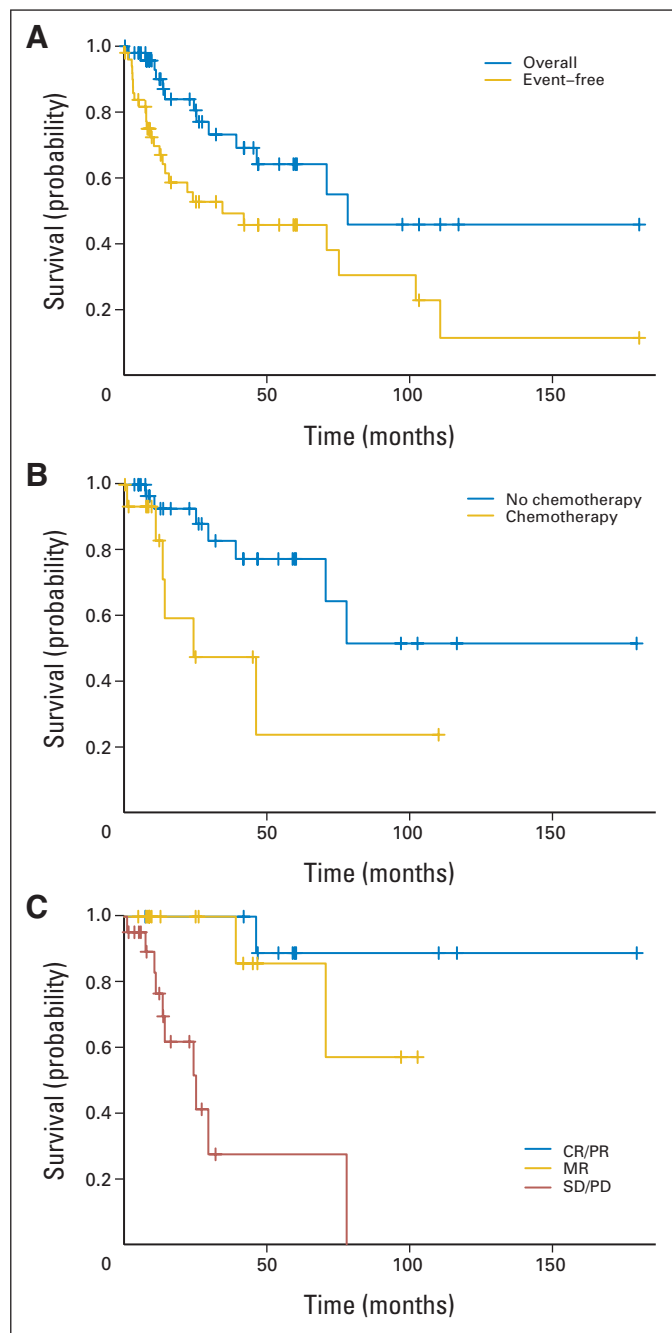 A
1.0
Overall
Event–free
0.8
0.6
0.4
0.2
0
50
100
150
Survival (probability)
Time (months)
B
1.0
No chemotherapy
Chemotherapy
0.8
0.6
0.4
0.2
0
50
100
150
Survival (probability)
Time (months)
C
1.0
0.8
0.6
0.4
0.2
CR/PR
MR
SD/PD
0
50
100
150
Survival (probability)
Time (months)